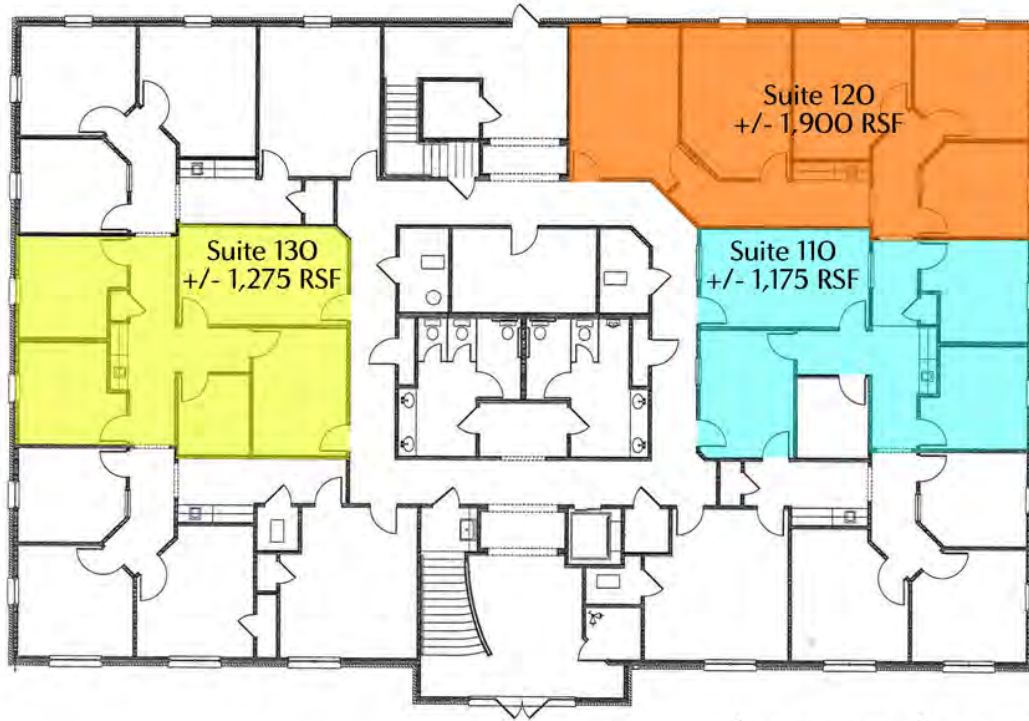 Suite 120
+/- 1,900 RSF
Suite 130
+/- 1,275 RSF
Suite 110
+/- 1,175 RSF